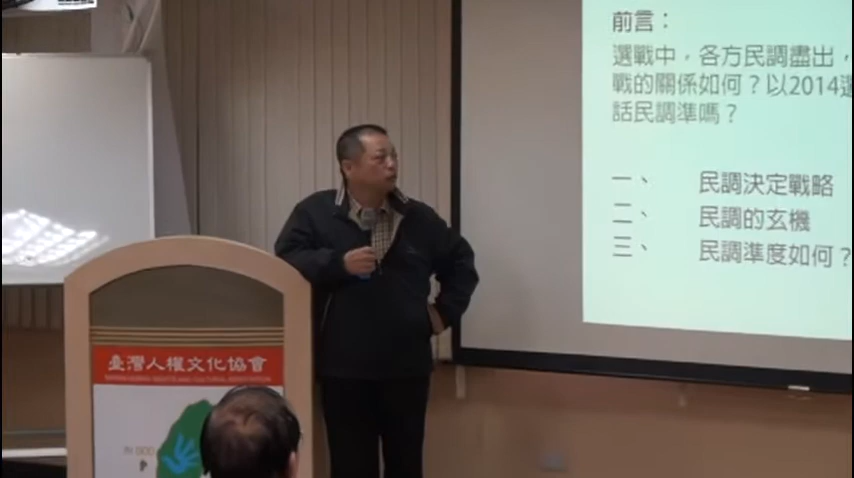 前言：
選戰中，各方民調盡出，
戰的關係如何？以2014選
話民調準嗎？
一、 民調決定戰略
二、 民調的玄機
三、 民調準度如何？
臺灣人權文化協會
IN GOD